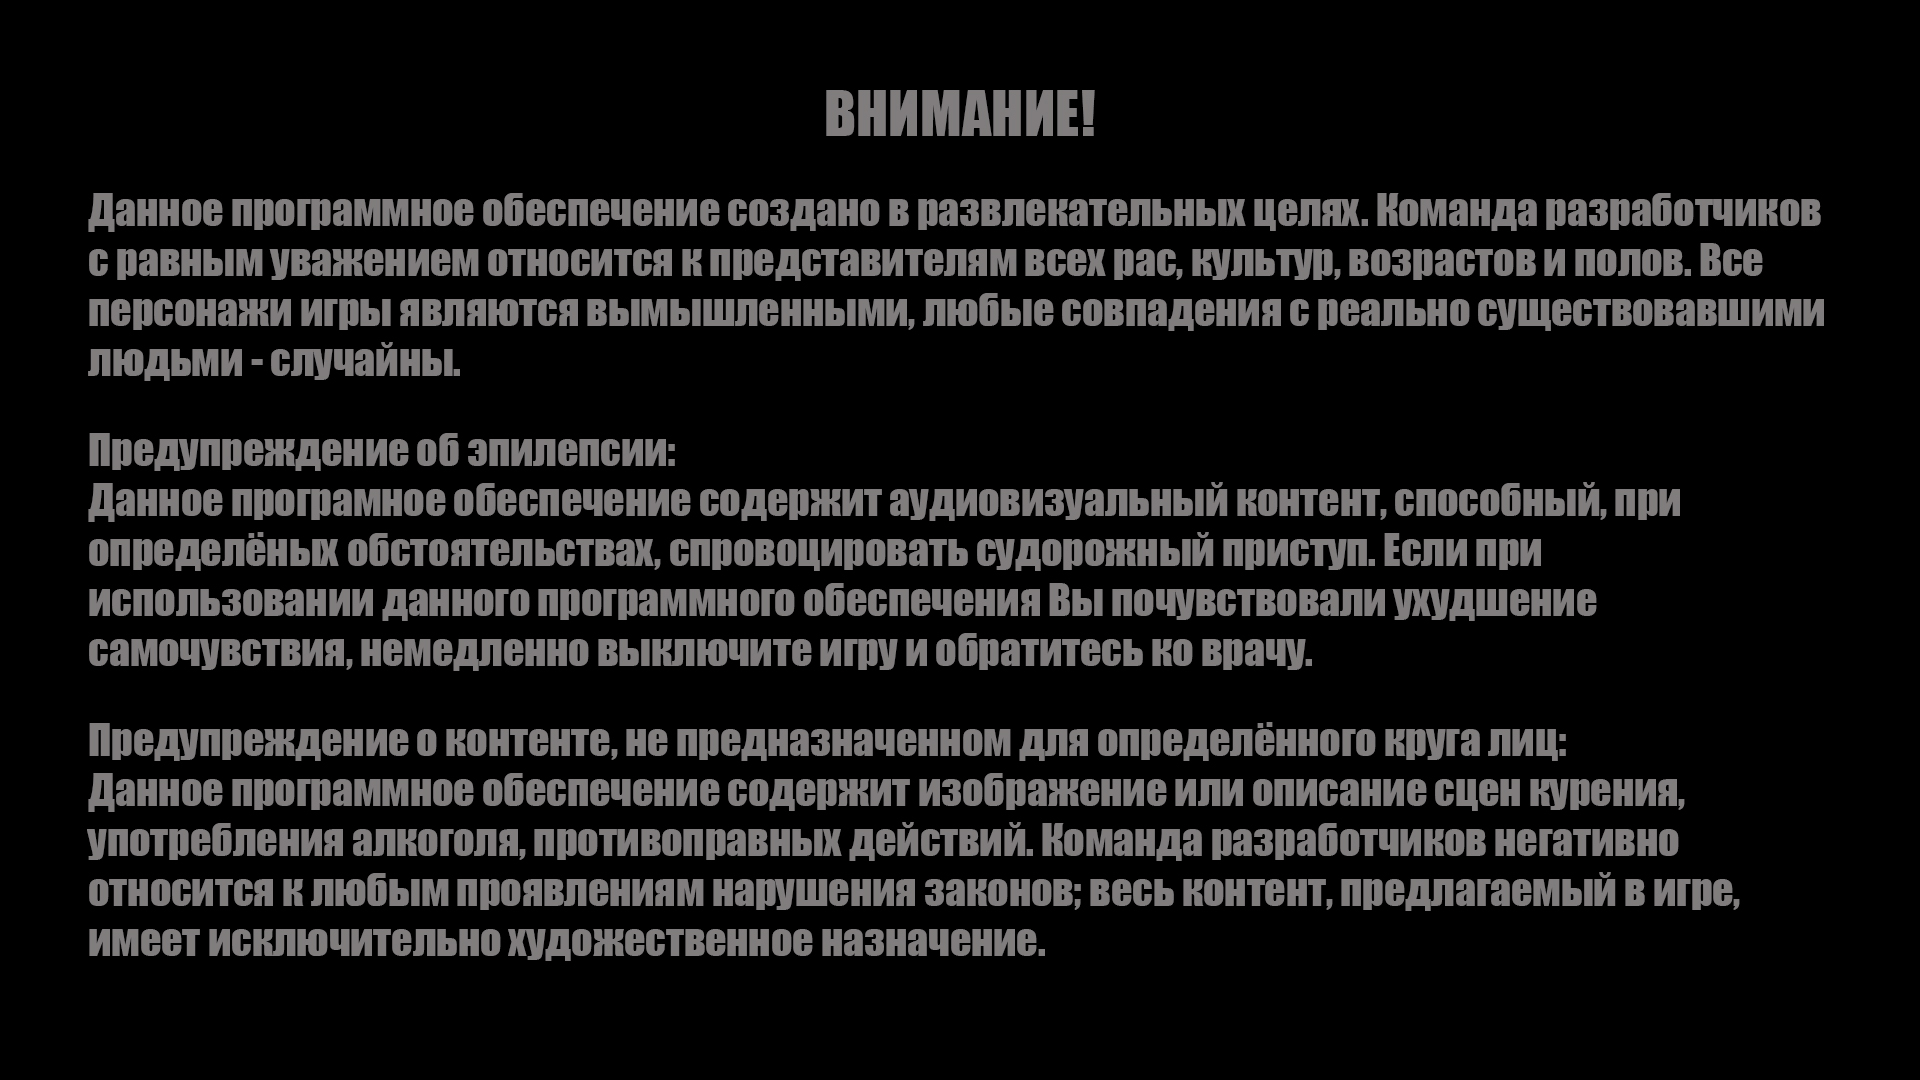 ВНИМАНИЕ!
Данное программное обеспечение создано в развлекательных целях. Команда разработчиков
с равным уважением относится к представителям всех рас, культур, возрастов и полов. Все
персонажи игры являются вымышленными, любые совпадения с реально существовавшими
людьми - случайны.
Предупреждение об эпилепсии:
Данное програмное обеспечение содержит аудиовизуальный контент, способный, при
определёных обстоятельствах, спровоцировать судорожный приступ. Если при
использовании данного программного обеспечения Вы почувствовали ухудшение
самочувствия, немедленно выключите игру и обратитесь ко врачу.
Предупреждение о контенте, не предназначенном для определённого круга лиц:
Данное программное обеспечение содержит изображение или описание сцен курения,
употребления алкоголя, противоправных действий. Команда разработчиков негативно
относится к любым проявлениям нарушения законов; весь контент, предлагаемый в игре,
имеет исключительно художественное назначение.